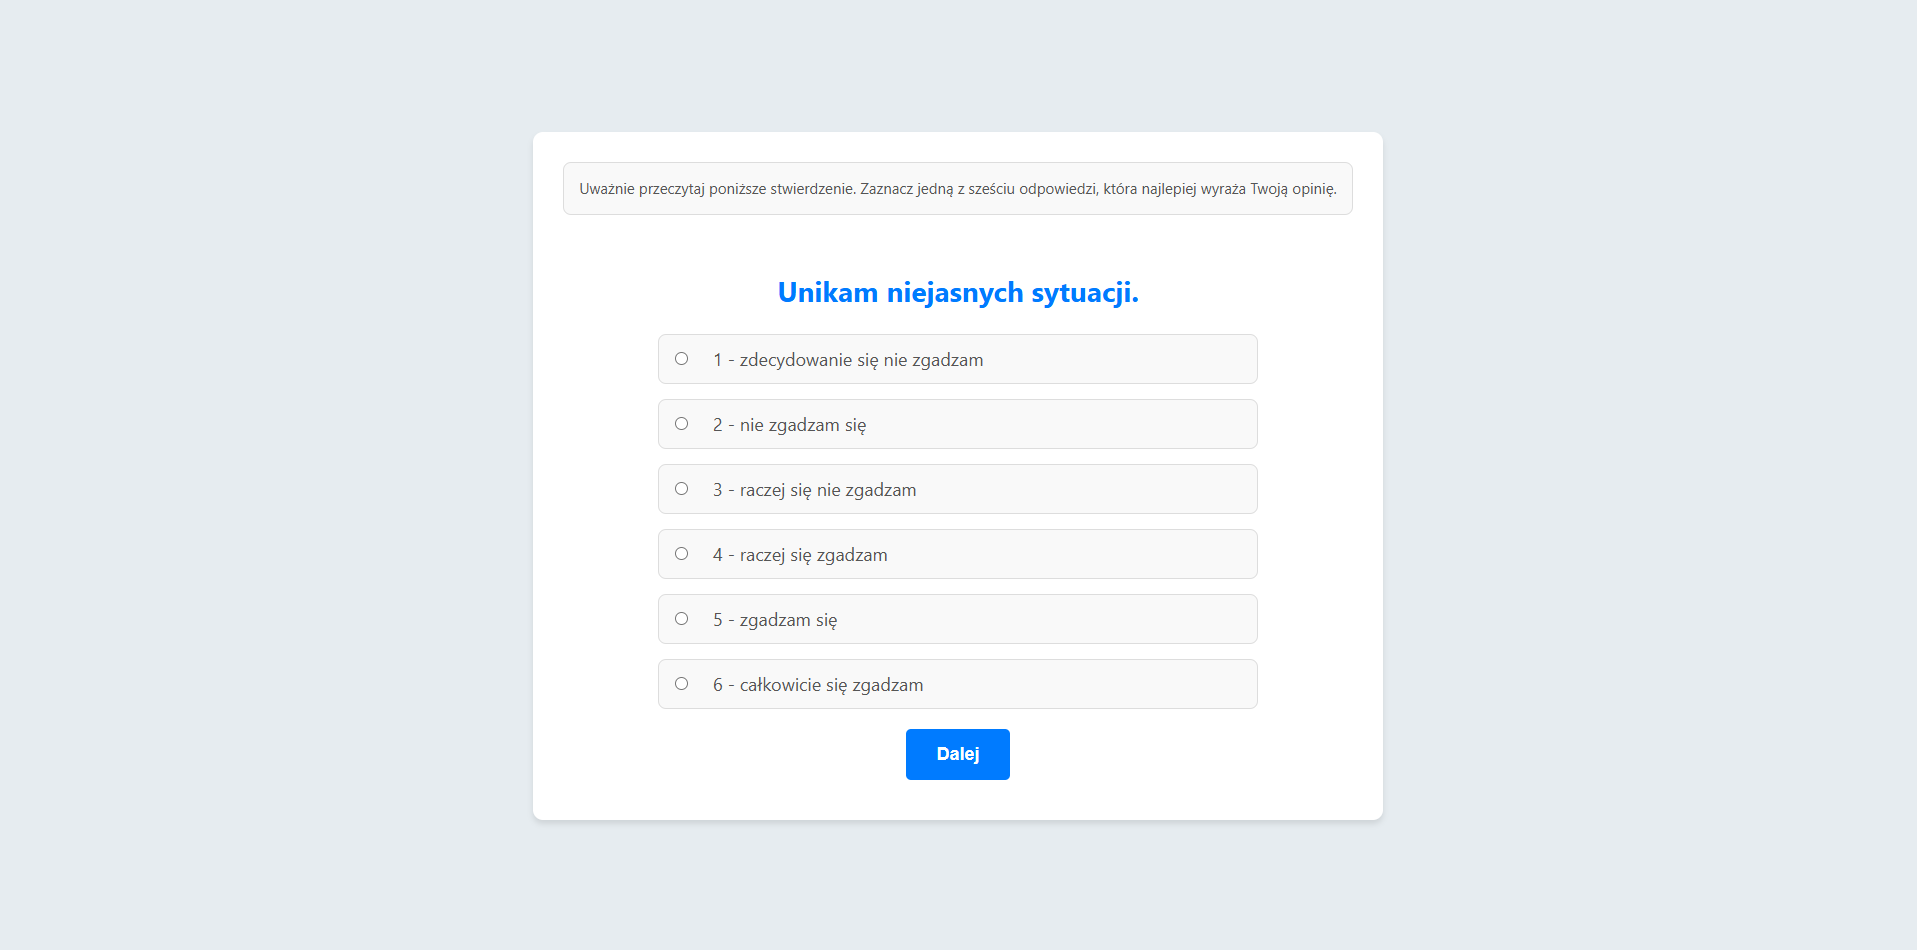 Uważnie przeczytaj poniższe stwierdzenie. Zaznacz jedną z sześciu odpowiedzi, która najlepiej wyraża Twoją opinię.
Unikam niejasnych sytuacji.
1 - zdecydowanie się nie zgadzam
2 - nie zgadzam się
3 - raczej się nie zgadzam
4 - raczej się zgadzam
5 - zgadzam się
6 - całkowicie się zgadzam
Dalej